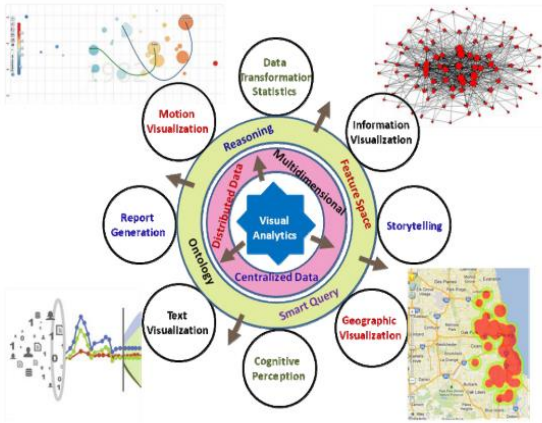 Data
Transformation
Statistics
Motion
Visualization
Information
Visualization
Reasoning
Multidimensional
Feature Space
Distributed Data
Report
Generation
Visual
Analytics
Storytelling
Ontology
Centralized Data
Smart Query
Text
Visualization
Geographic
Visualization
Cognitive
Perception